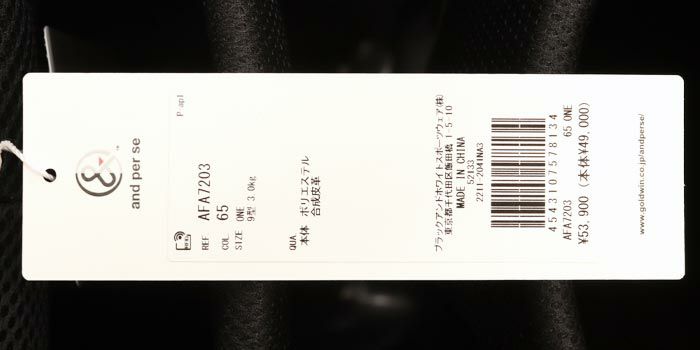 and per se
P.apl
REF AFA7203
COL. 65
SIZE ONE
9型 3.0kg
QUA
本体 ポリエステル
合成皮革
ブラックアンドホワイトスポーツウェア(株)
東京都千代田区飯田橋 1-5-10
MADE IN CHINA
52133
2211-2041NA3
4543107578134
AFA7203 65 ONE
¥53,900 (本体¥49,000)
www.goldwin.co.jp/andperse/